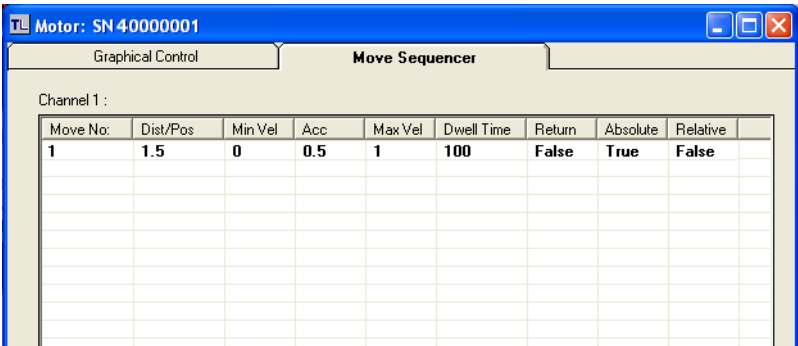 TL Motor: SN 40000001
Graphical Control Move Sequencer
Channel 1 :
Move No: Dist/Pos Min Vel Acc Max Vel Dwell Time Return Absolute Relative
1 1.5 0 0.5 1 100 False True False